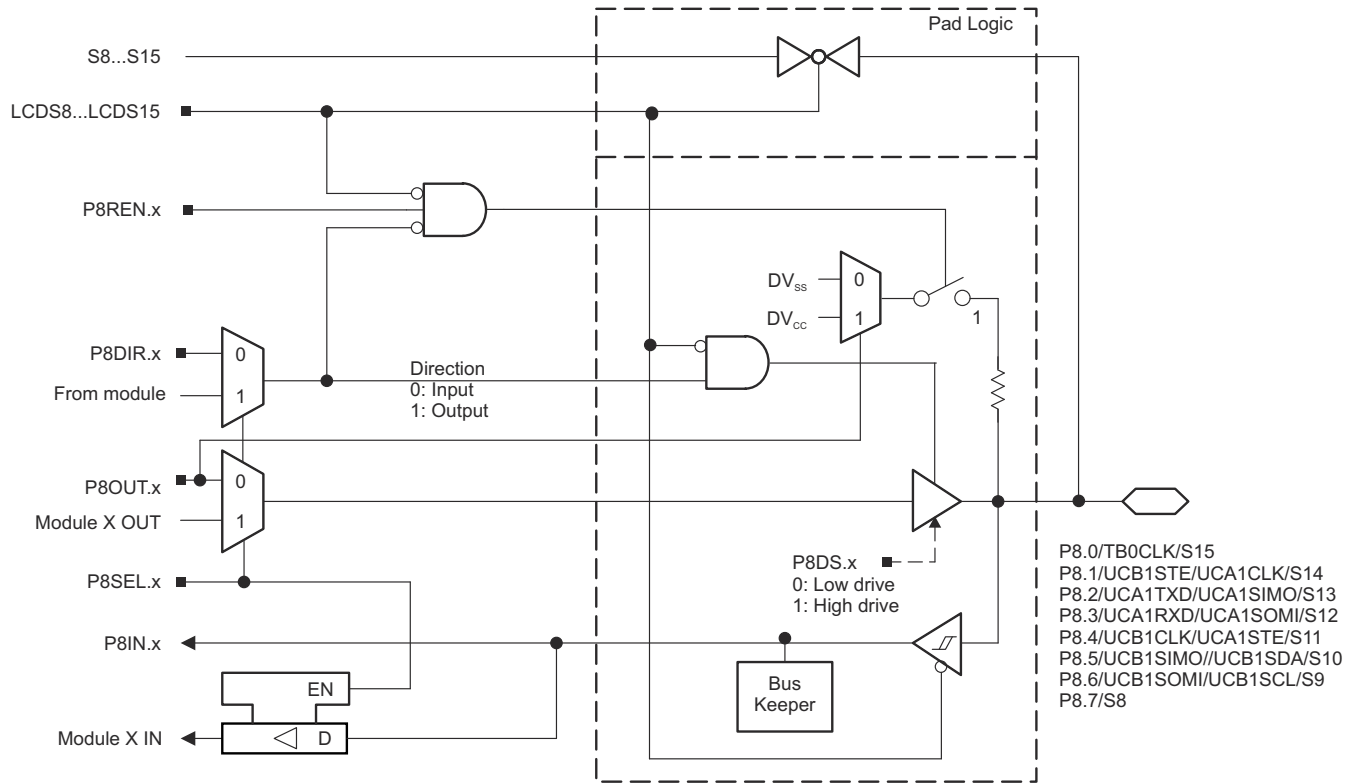 Pad Logic
S8...S15
LCDS8...LCDS15
P8REN.x
DVSS
0
DVCC
1
1
P8DIR.x
0
From module
1
Direction
0: Input
1: Output
P8OUT.x
0
Module X OUT
1
P8SEL.x
P8DS.x
0: Low drive
1: High drive
P8IN.x
Bus
Keeper
EN
Module X IN
D
P8.0/TB0CLK/S15
P8.1/UCB1STE/UCA1CLK/S14
P8.2/UCA1TXD/UCA1SIMO/S13
P8.3/UCA1RXD/UCA1SOMI/S12
P8.4/UCB1CLK/UCA1STE/S11
P8.5/UCB1SIMO//UCB1SDA/S10
P8.6/UCB1SOMI/UCB1SCL/S9
P8.7/S8